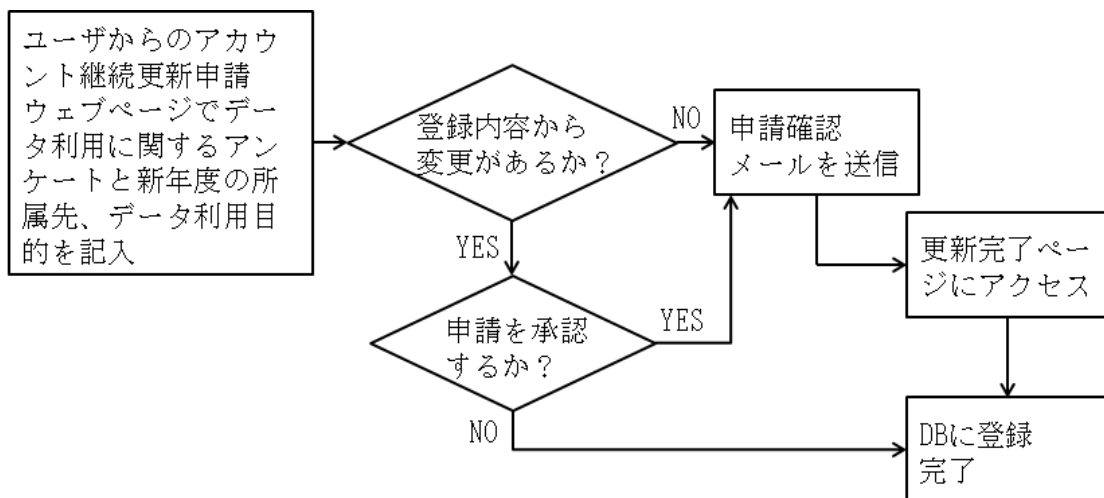 ユーザからのアカウ
ント継続更新申請
ウェブページでデー
タ利用に関するアン
ケートと新年度の所
属先、データ利用目
的を記入
登録内容から
変更があるか？
NO
申請確認
メールを送信
YES
更新完了ペー
ジにアクセス
申請を承認
するか？
YES
NO
DBに登録
完了